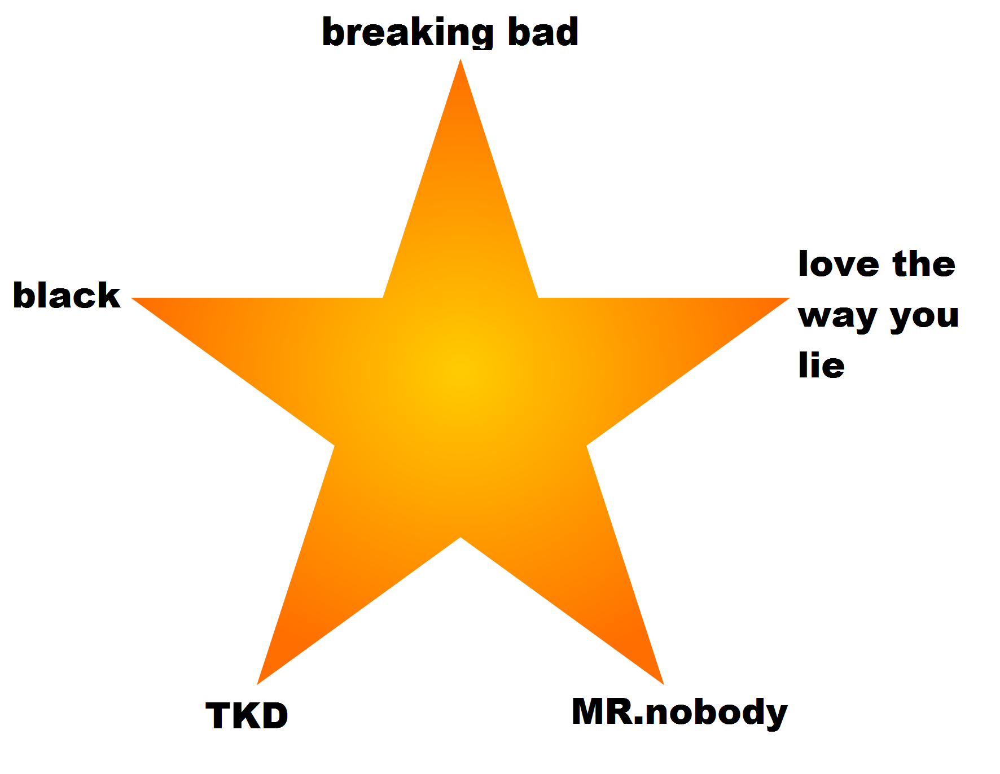 breaking bad
black
love the
way you
lie
TKD
MR.nobody